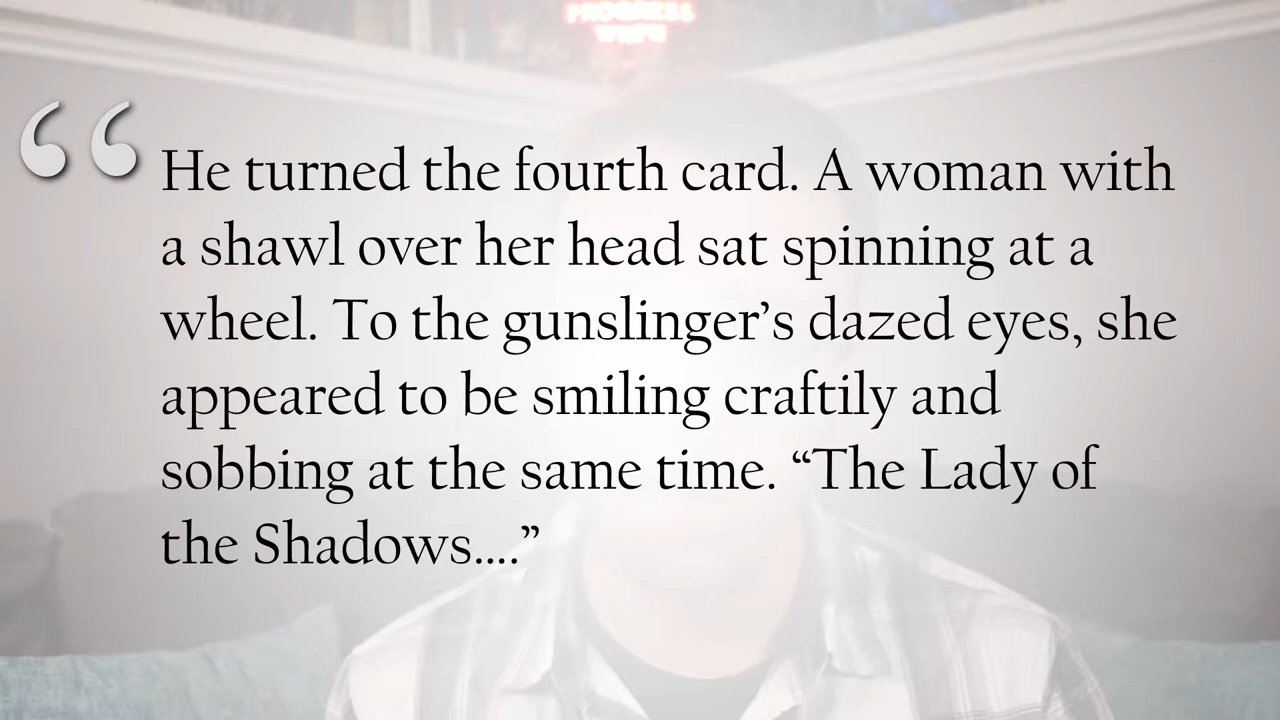 PROGRESS
“He turned the fourth card. A woman with
a shawl over her head sat spinning at a
wheel. To the gunslinger’s dazed eyes, she
appeared to be smiling craftily and
sobbing at the same time. “The Lady of
the Shadows....”